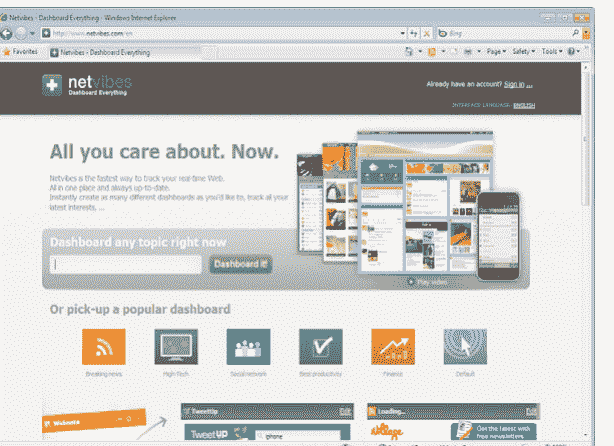 Netvibes - Dashboard Everything - Windows Internet Explorer
http://www.netvibes.com/en
Bing
Favorites
Netvibes - Dashboard Everything
Page
Safety
Tools
netvibes
Dashboard Everything
Already have an account? Sign in ...
INTERFACE LANGUAGE: ENGLISH
All you care about. Now.
Netvibes is the fastest way to track your real-time Web.
All in one place and always up-to-date.
Instantly create as many different dashboards as you'd like to, track all your
latest interests, ...
Dashboard any topic right now
Dashboard it
Play video
Or pick-up a popular dashboard
Breaking news
High Tech
Social network
Best productivity
Finance
Default
Website
TweetUp
Edit
Loading...
Edit
TweetUP
iphone
village
Get the latest with
free newsletters.